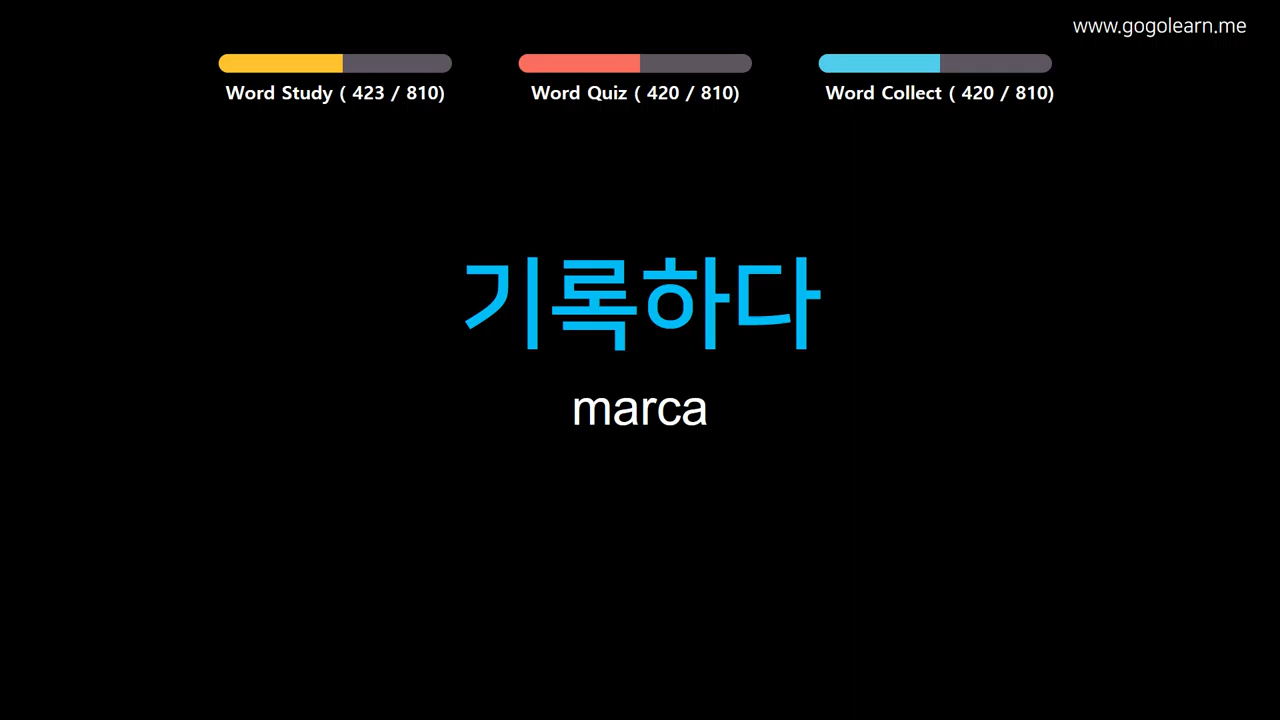 www.gogolearn.me
Word Study ( 423 / 810)
Word Quiz ( 420 / 810)
Word Collect ( 420 / 810)
기록하다
marca